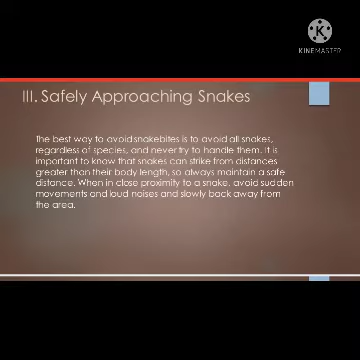 KINEMASTER
III. Safely Approaching Snakes
The best way to avoid snakebites is to avoid all snakes,
regardless of species, and never try to handle them. It is
important to know that snakes can strike from distances
greater than their body length, so always maintain a safe
distance. When in close proximity to a snake, avoid sudden
movements and loud noises and slowly back away from
the area.